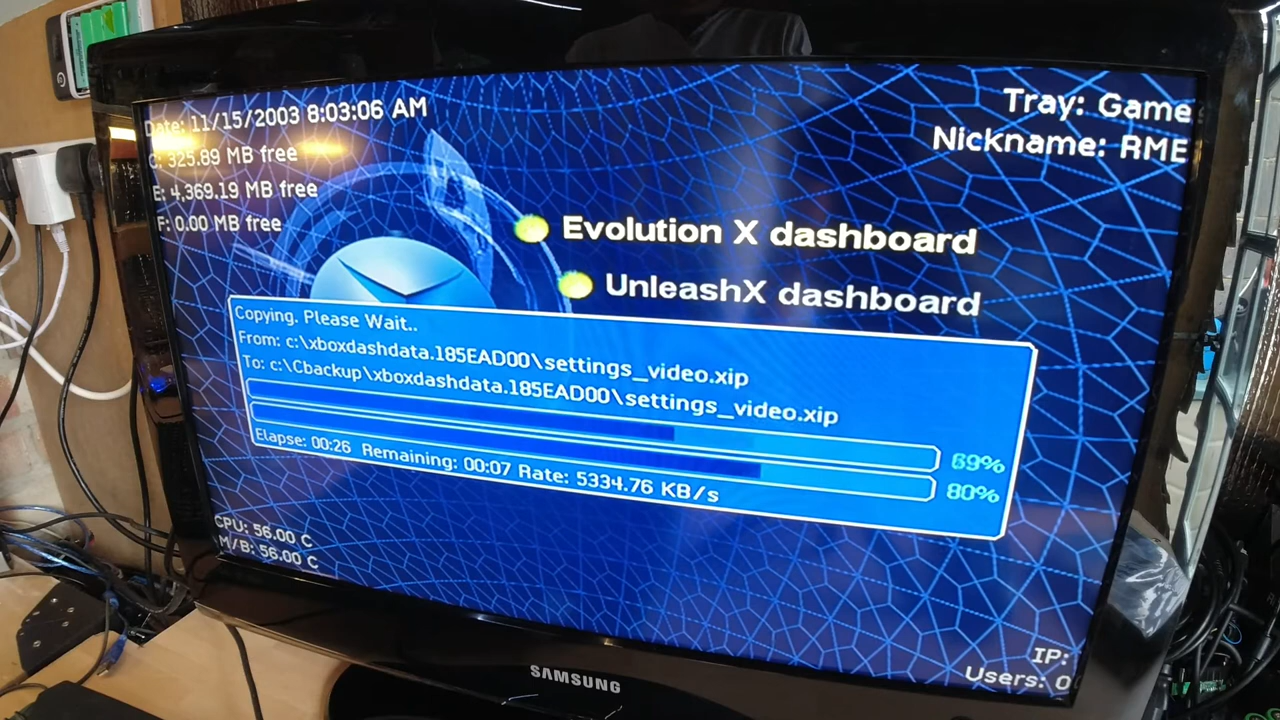 Date: 11/15/2003 8:03:06 AM
C: 325.89 MB free
E: 4,369.19 MB free
F: 0.00 MB free
Tray: Game
Nickname: RME
Evolution X dashboard
UnleashX dashboard
Copying. Please Wait..
From: c:\xboxdashdata.185EAD00\settings_video.xip
To: c:\Cbackup\xboxdashdata.185EAD00\settings_video.xip
69%
80%
Elapse: 00:26 Remaining: 00:07 Rate: 5334.76 KB/s
CPU: 56.00 C
M/B: 56.00 C
IP:
Users: 0
SAMSUNG